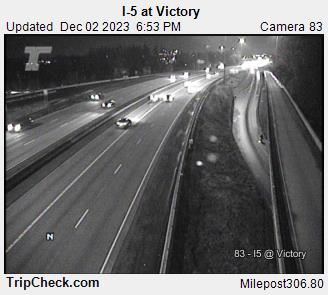 I-5 at Victory
Updated Dec 02 2023 6:53 PM Camera 83
T
N
83 - I5 @ Victory
TripCheck.com Milepost306.80